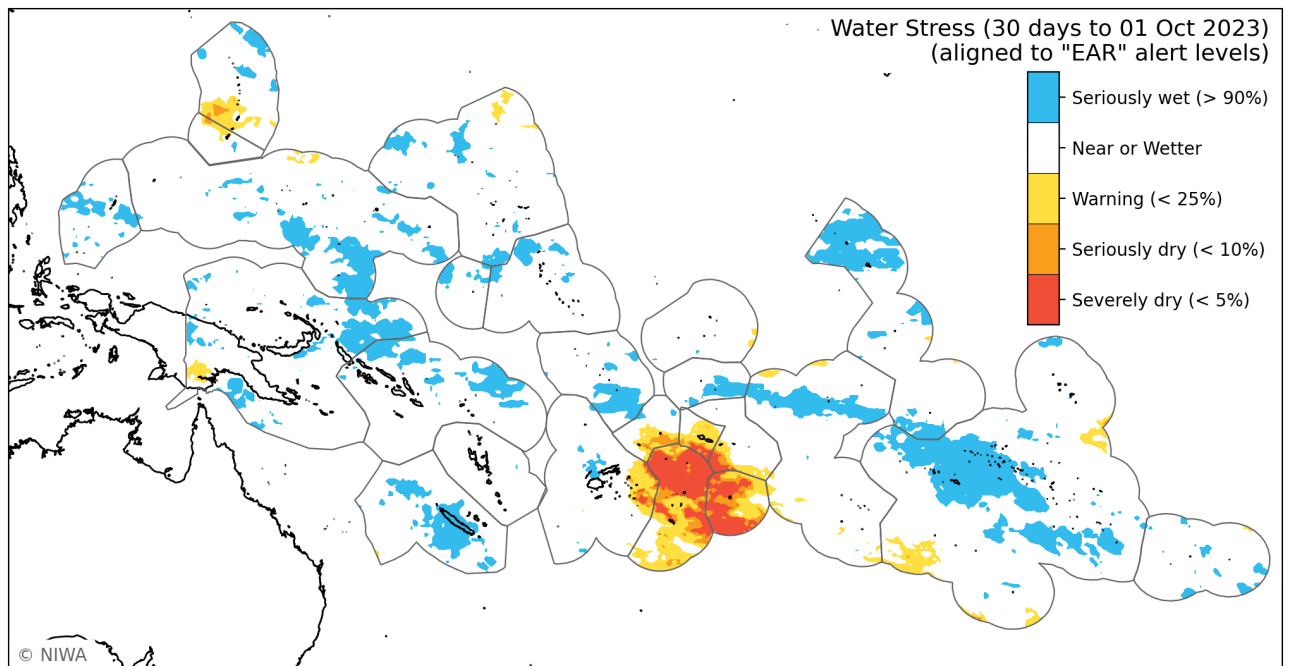 Water Stress (30 days to 01 Oct 2023)
(aligned to "EAR" alert levels)
Seriously wet (> 90%)
Near or Wetter
Warning (< 25%)
Seriously dry (< 10%)
Severely dry (< 5%)
© NIWA